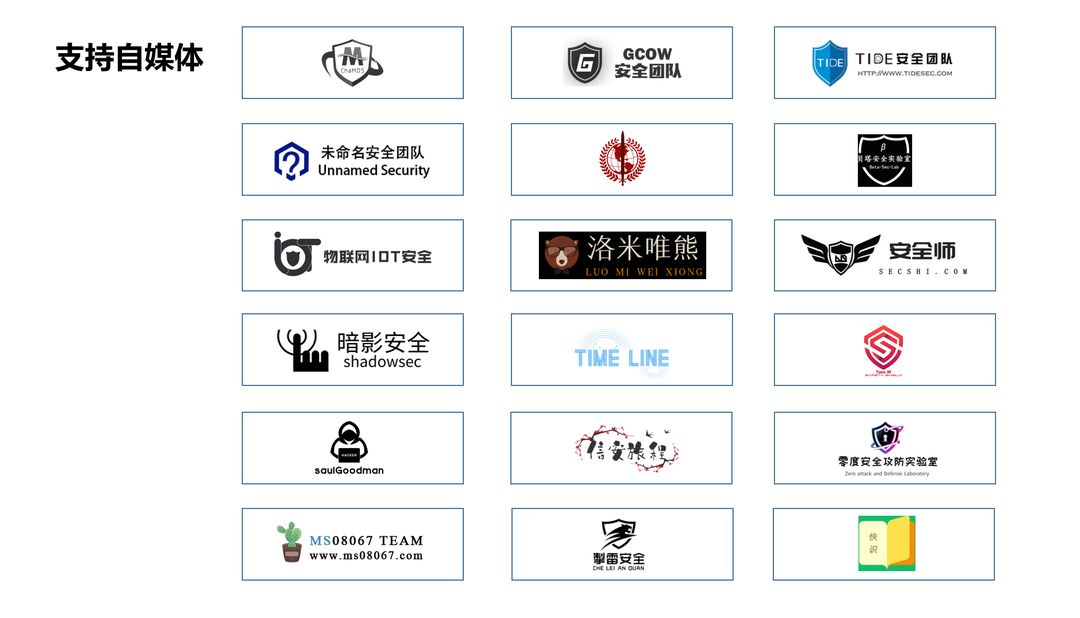 支持自媒体
M
ChaMD5
G
GCOW
安全团队
TIDE
TIDE安全团队
HTTP://WWW.TIDESEC.COM
未命名安全团队
Unnamed Security
β
贝塔安全实验室
Beta-Sec-Lab
物联网IOT安全
洛米唯熊
LUO MI WEI XIONG
安全师
SECSHI.COM
暗影安全
shadowsec
TIME LINE
S
HACKER
saulGoodman
信安旅程
零度安全攻防实验室
Zero attack and Defense Laboratory
MS08067 TEAM
www.ms08067.com
掣雷安全
CHE LEI AN QUAN
快
识